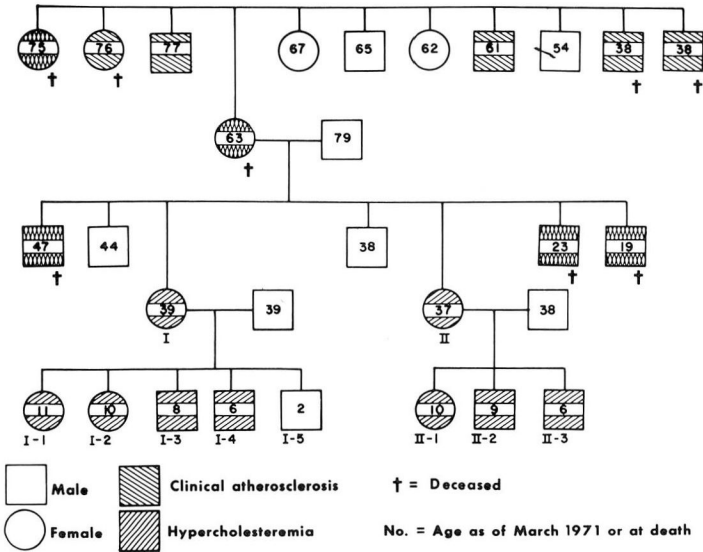 75 76 77 67 65 62 61 54 38 38
† † † †
63 79
†
47 44 38 23 19
† † †
39 39 37 38
I II
11 10 8 6 2 10 9 6
I-1 I-2 I-3 I-4 I-5 II-1 II-2 II-3
Male Clinical atherosclerosis † = Deceased
Female Hypercholesteremia No. = Age as of March 1971 or at death